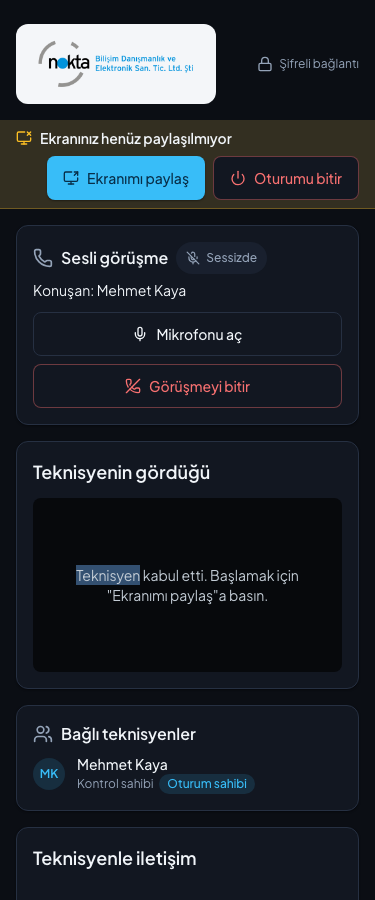 nokta Bilişim Danışmanlık ve
Elektronik San. Tic. Ltd. Şti
Şifreli bağlantı
Ekranınız henüz paylaşılmıyor
Ekranımı paylaş
Oturumu bitir
Sesli görüşme
Sessizde
Konuşan: Mehmet Kaya
Mikrofonu aç
Görüşmeyi bitir
Teknisyenin gördüğü
Teknisyen kabul etti. Başlamak için
"Ekranımı paylaş"a basın.
Bağlı teknisyenler
MK
Mehmet Kaya
Kontrol sahibi
Oturum sahibi
Teknisyenle iletişim